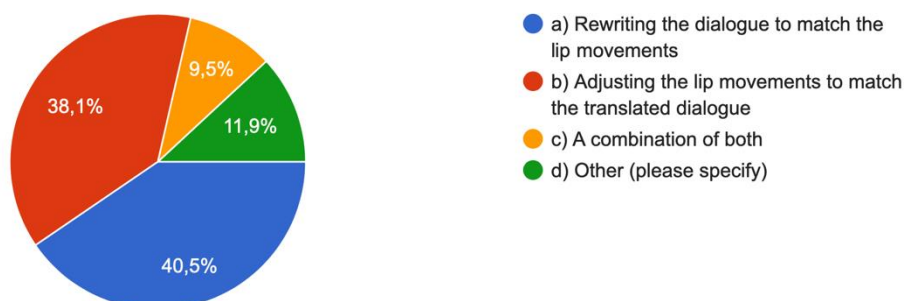 9,5%
38,1%
11,9%
40,5%
a) Rewriting the dialogue to match the
lip movements
b) Adjusting the lip movements to match
the translated dialogue
c) A combination of both
d) Other (please specify)